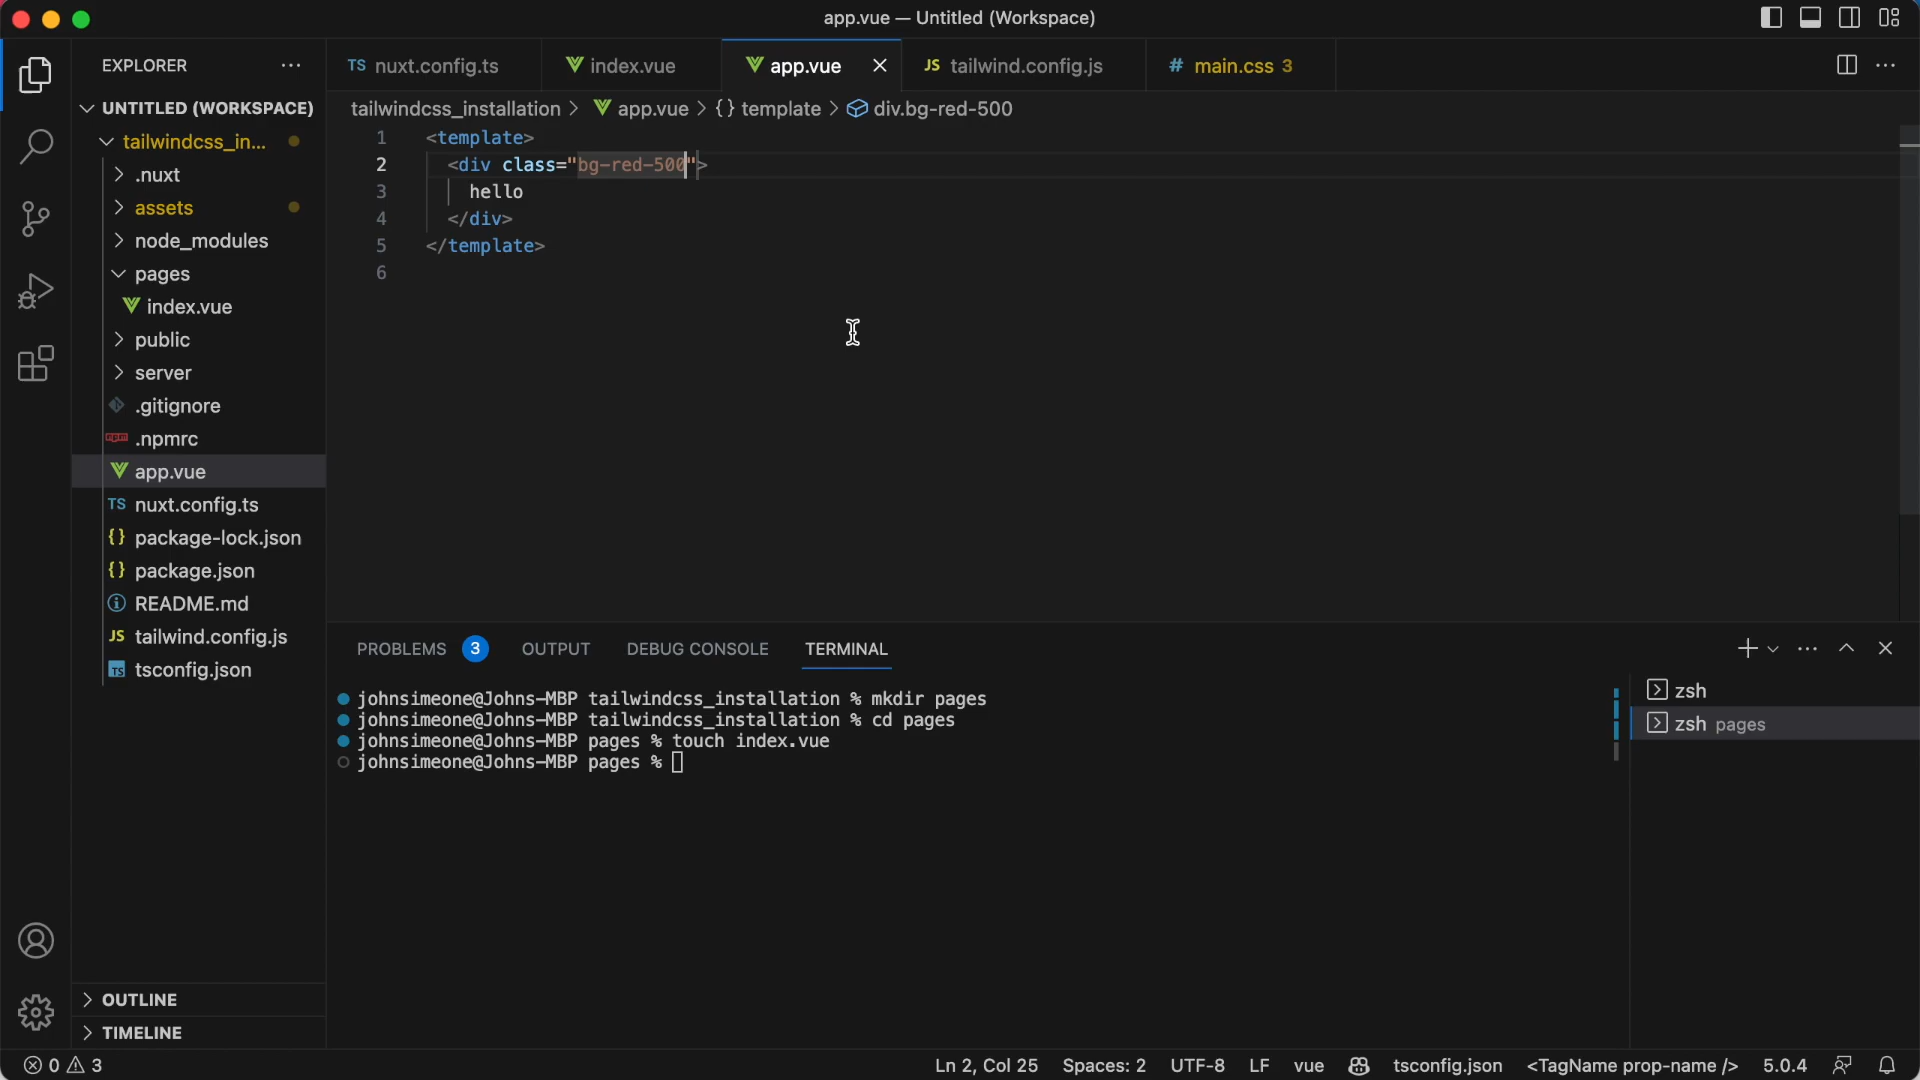 app.vue — Untitled (Workspace)
EXPLORER
TS nuxt.config.ts
index.vue
app.vue
JS tailwind.config.js
# main.css 3
UNTITLED (WORKSPACE)
tailwindcss_in...
.nuxt
assets
node_modules
pages
index.vue
public
server
.gitignore
.npmrc
app.vue
TS nuxt.config.ts
{} package-lock.json
{} package.json
README.md
JS tailwind.config.js
TS tsconfig.json
OUTLINE
TIMELINE
tailwindcss_installation > app.vue > {} template > div.bg-red-500
1 <template>
2 <div class="bg-red-500">
3 hello
4 </div>
5 </template>
6
PROBLEMS 3 OUTPUT DEBUG CONSOLE TERMINAL
johnsimeone@Johns-MBP tailwindcss_installation % mkdir pages
johnsimeone@Johns-MBP tailwindcss_installation % cd pages
johnsimeone@Johns-MBP pages % touch index.vue
johnsimeone@Johns-MBP pages %
zsh
zsh pages
0 3
Ln 2, Col 25 Spaces: 2 UTF-8 LF vue tsconfig.json <TagName prop-name /> 5.0.4